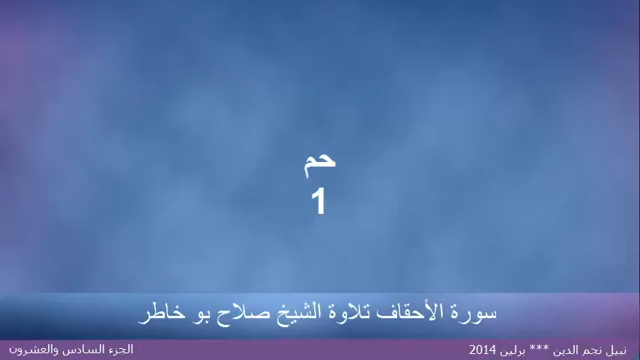 حم
1
سورة الأحقاف تلاوة الشيخ صلاح بو خاطر
نبيل نجم الدين *** برلين 2014
الجزء السادس والعشرون